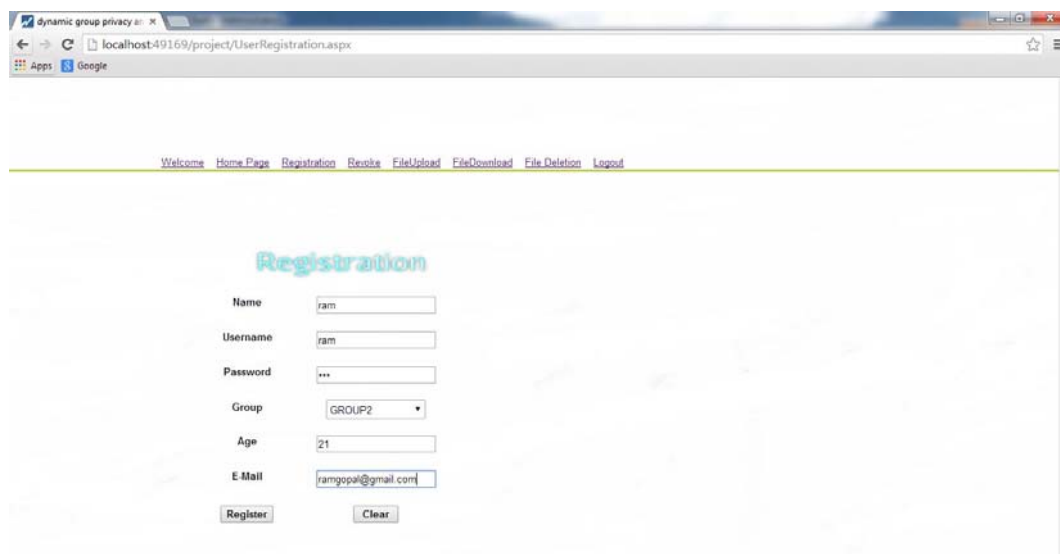 dynamic group privacy an
localhost:49169/project/UserRegistration.aspx
Apps Google
Welcome Home Page Registration Revoke FileUpload FileDownload File Deletion Logout
Registration
Name ram
Username ram
Password •••
Group GROUP2
Age 21
E-Mail ramgopal@gmail.com
Register Clear